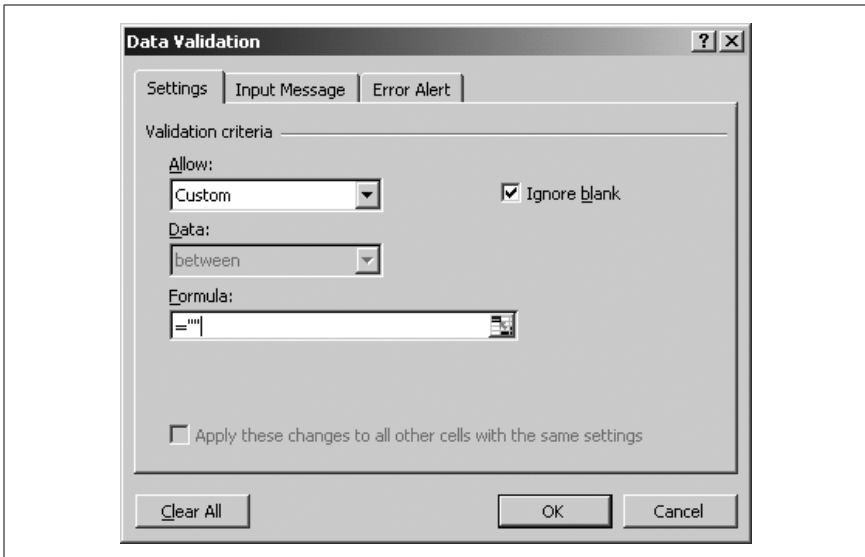 Data Validation
Settings Input Message Error Alert
Validation criteria
Allow:
Custom Ignore blank
Data:
between
Formula:
=""
Apply these changes to all other cells with the same settings
Clear All OK Cancel